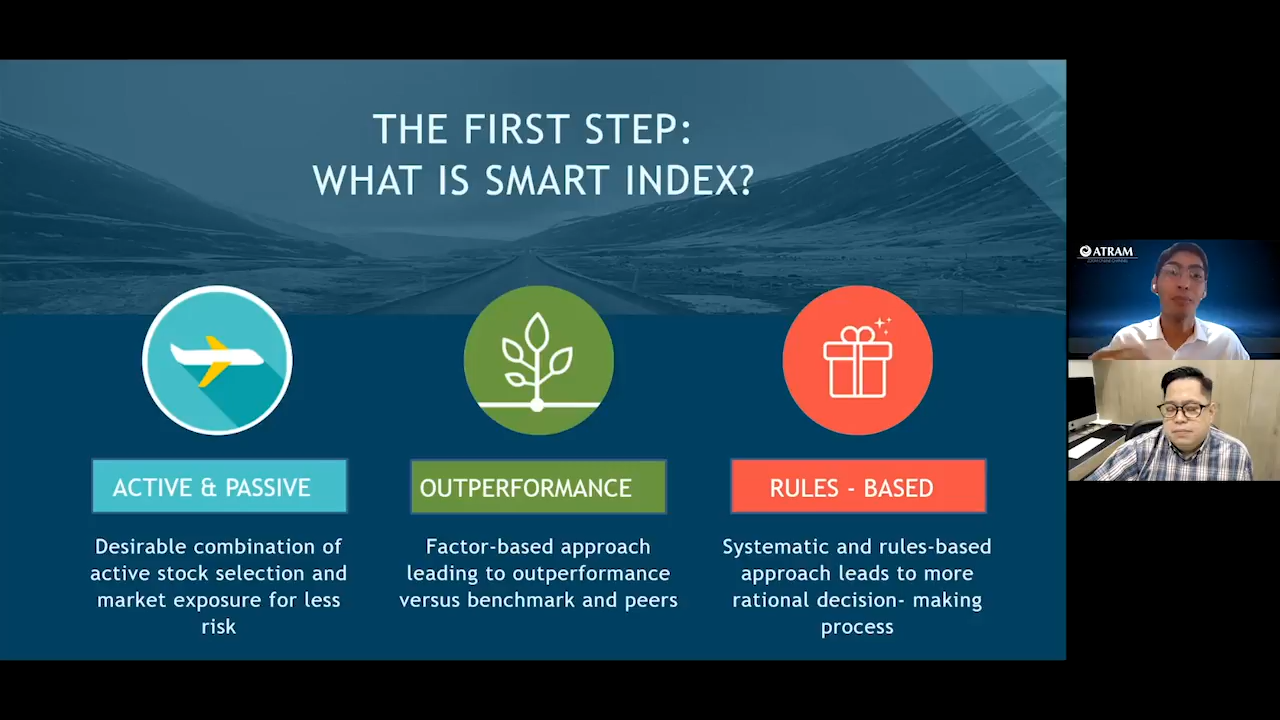 THE FIRST STEP:
WHAT IS SMART INDEX?
ACTIVE & PASSIVE
Desirable combination of
active stock selection and
market exposure for less
risk
OUTPERFORMANCE
Factor-based approach
leading to outperformance
versus benchmark and peers
RULES - BASED
Systematic and rules-based
approach leads to more
rational decision- making
process
ATRAM